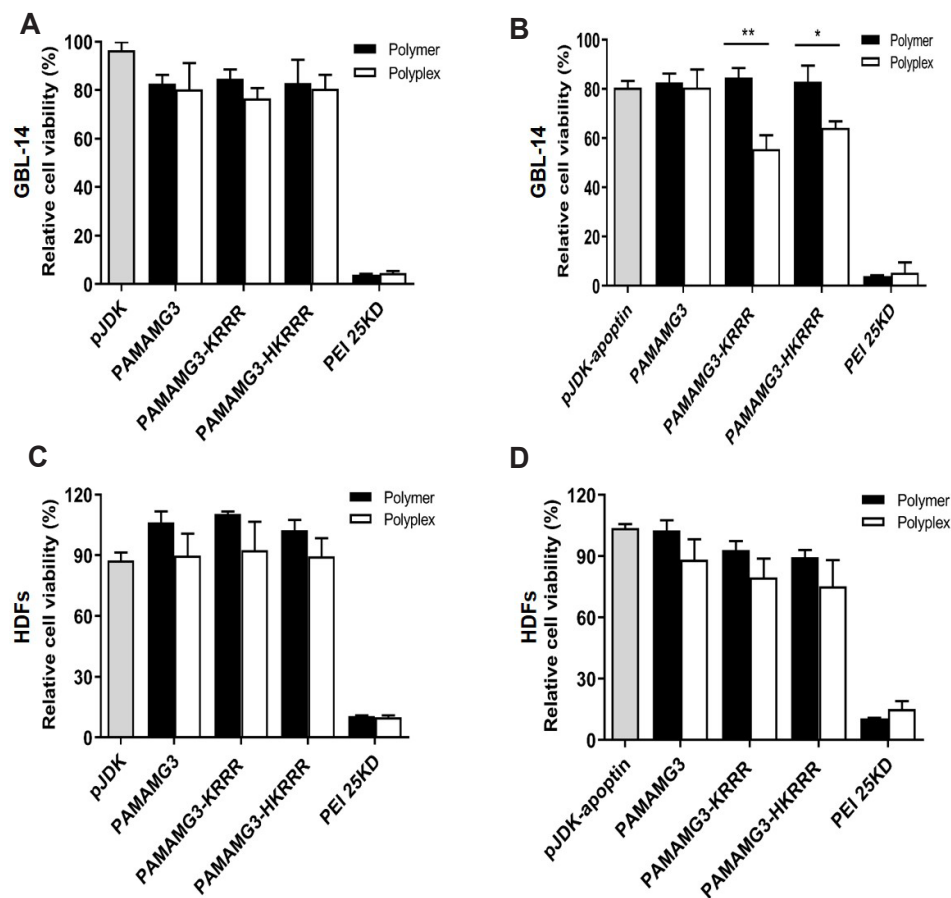 A
GBL-14
Relative cell viability (%)
100
80
60
40
20
0
Polymer
Polyplex
pJDK
PAMAMG3
PAMAMG3-KRRR
PAMAMG3-HKRRR
PEI 25KD
B
GBL-14
Relative cell viability (%)
100
80
60
40
20
0
**
*
Polymer
Polyplex
pJDK-apoptin
PAMAMG3
PAMAMG3-KRRR
PAMAMG3-HKRRR
PEI 25KD
C
HDFs
Relative cell viability (%)
120
90
60
30
0
Polymer
Polyplex
pJDK
PAMAMG3
PAMAMG3-KRRR
PAMAMG3-HKRRR
PEI 25KD
D
HDFs
Relative cell viability (%)
120
90
60
30
0
Polymer
Polyplex
pJDK-apoptin
PAMAMG3
PAMAMG3-KRRR
PAMAMG3-HKRRR
PEI 25KD